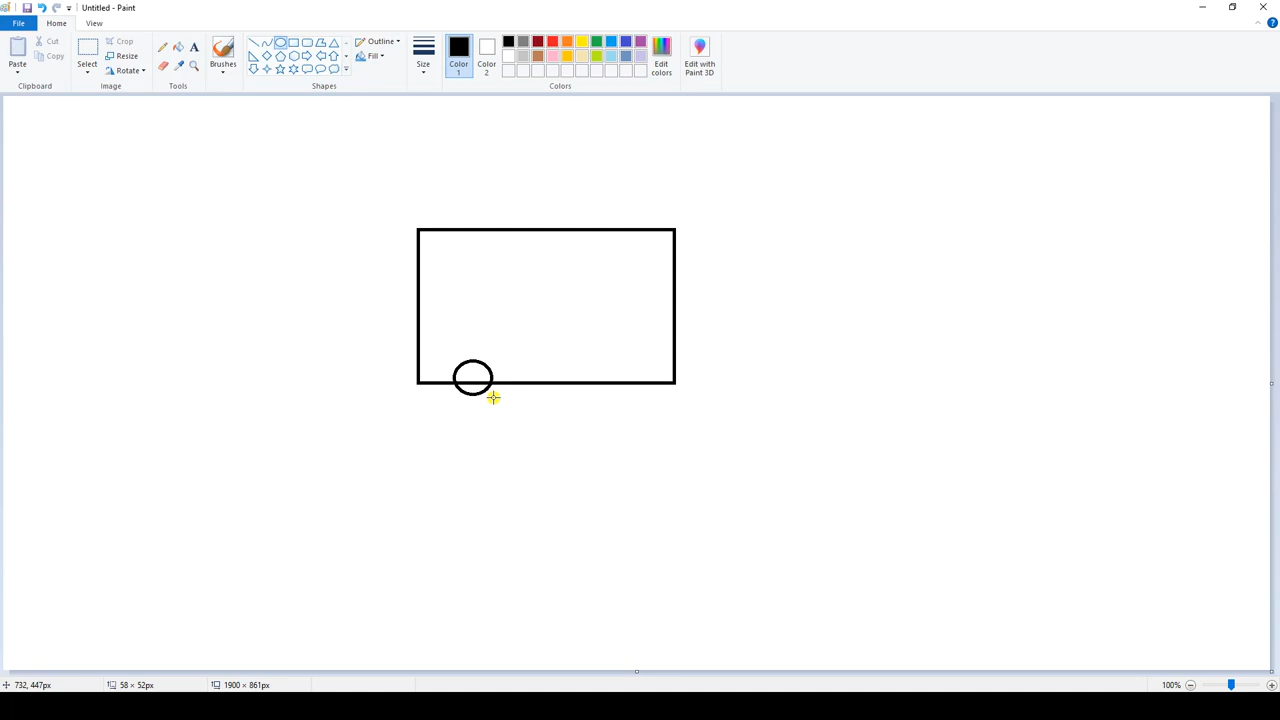 Untitled - Paint
File Home View
Paste
Cut
Copy
Clipboard
Select
Crop
Resize
Rotate
Image
A
Tools
Brushes
Outline
Fill
Shapes
Size
Color 1
Color 2
Edit colors
Colors
Edit with Paint 3D
732, 447px 58 × 52px 1900 × 861px 100%